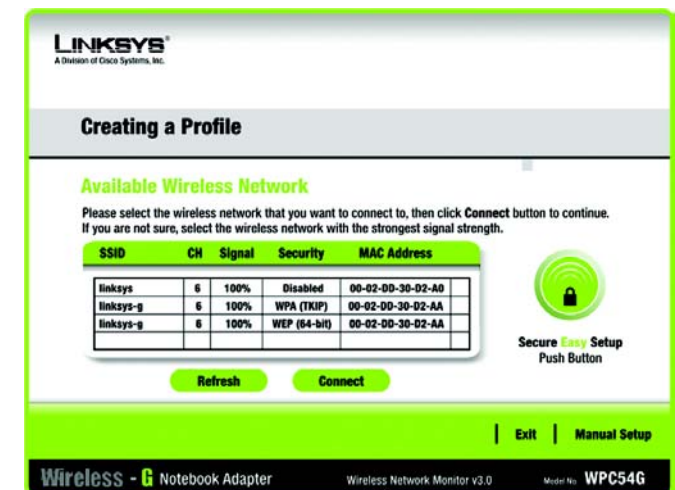 LINKSYS®
A Division of Cisco Systems, Inc.
Creating a Profile
Available Wireless Network
Please select the wireless network that you want to connect to, then click Connect button to continue.
If you are not sure, select the wireless network with the strongest signal strength.
SSID CH Signal Security MAC Address
linksys 6 100% Disabled 00-02-DD-30-D2-A0
linksys-g 6 100% WPA (TKIP) 00-02-DD-30-D2-AA
linksys-g 6 100% WEP (64-bit) 00-02-DD-30-D2-AA
Secure Easy Setup
Push Button
Refresh Connect
Exit Manual Setup
Wireless - G Notebook Adapter Wireless Network Monitor v3.0 Model No. WPC54G